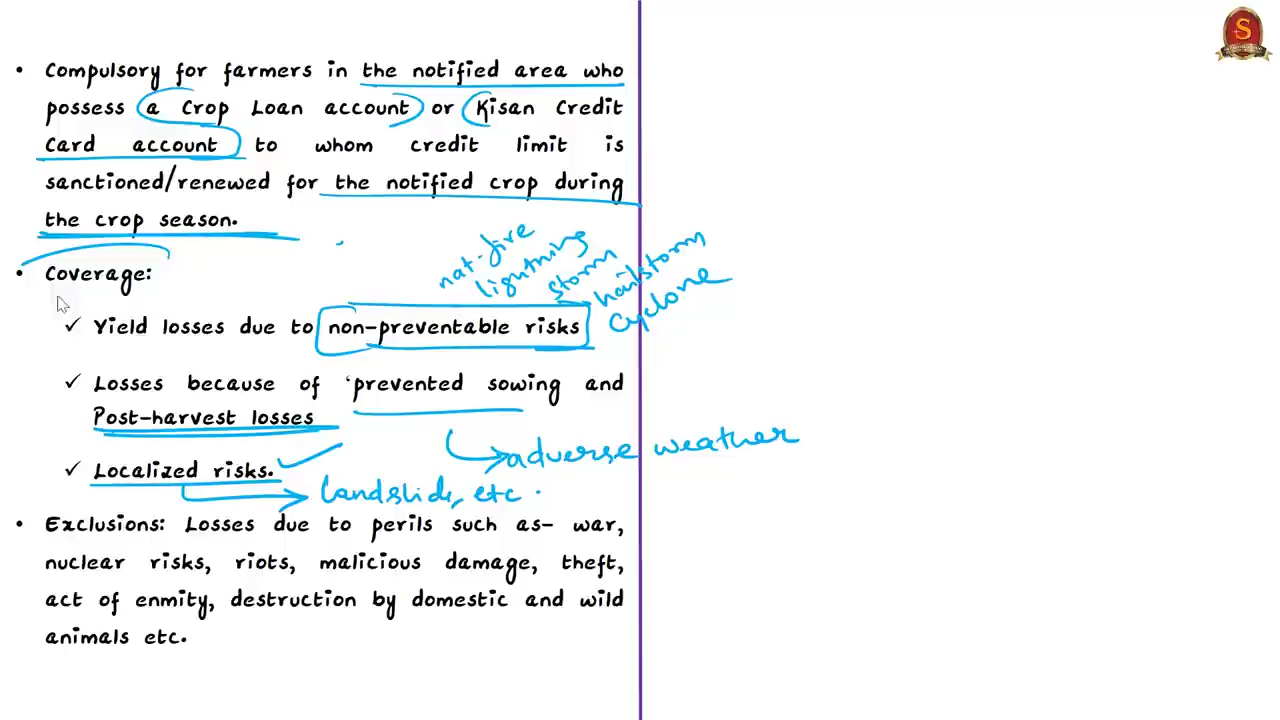 S
• Compulsory for farmers in the notified area who
possess a Crop Loan account or Kisan Credit
Card account to whom credit limit is
sanctioned/renewed for the notified crop during
the crop season.
• Coverage:
nat-fire
lightning
storm
hailstorm
cyclone
✓ Yield losses due to non-preventable risks
✓ Losses because of 'prevented sowing and
Post-harvest losses
adverse weather
✓ Localized risks.
landslide, etc.
• Exclusions: Losses due to perils such as- war,
nuclear risks, riots, malicious damage, theft,
act of enmity, destruction by domestic and wild
animals etc.